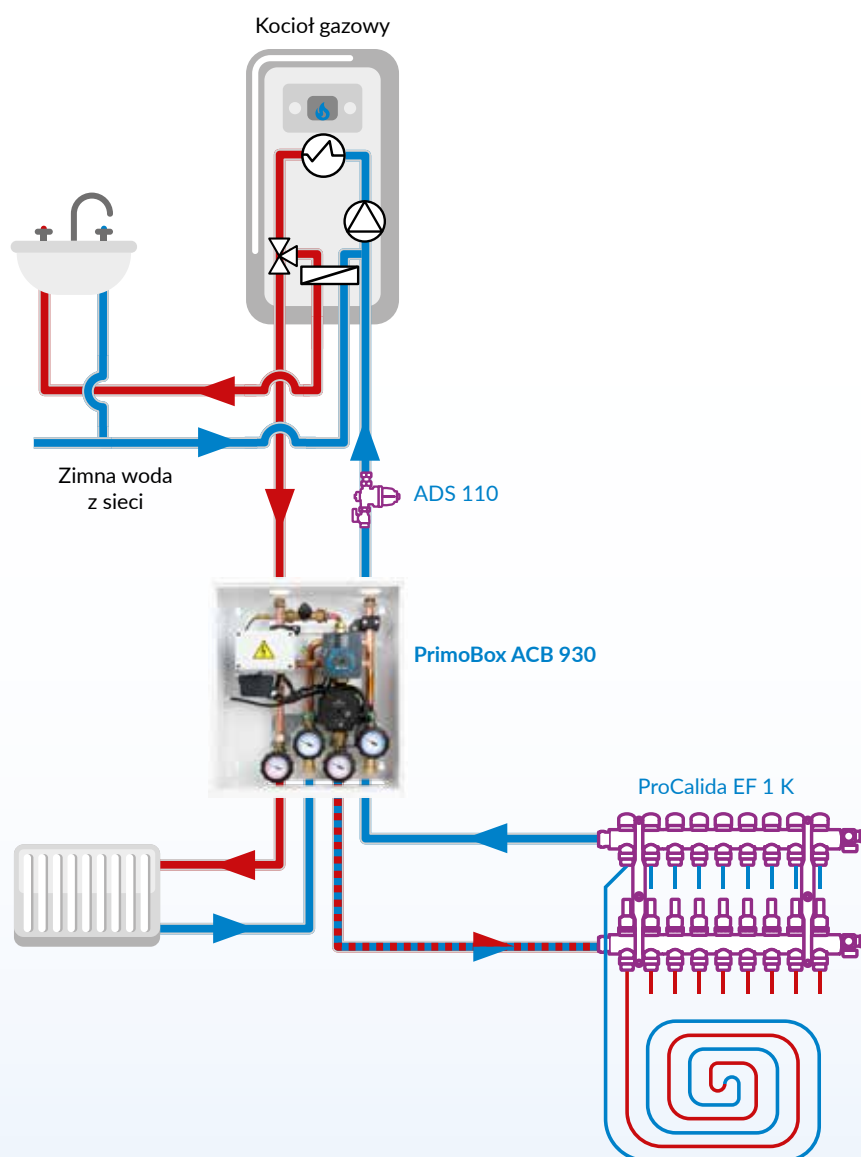 Kocioł gazowy
Zimna woda
z sieci
ADS 110
PrimoBox ACB 930
ProCalida EF 1 K